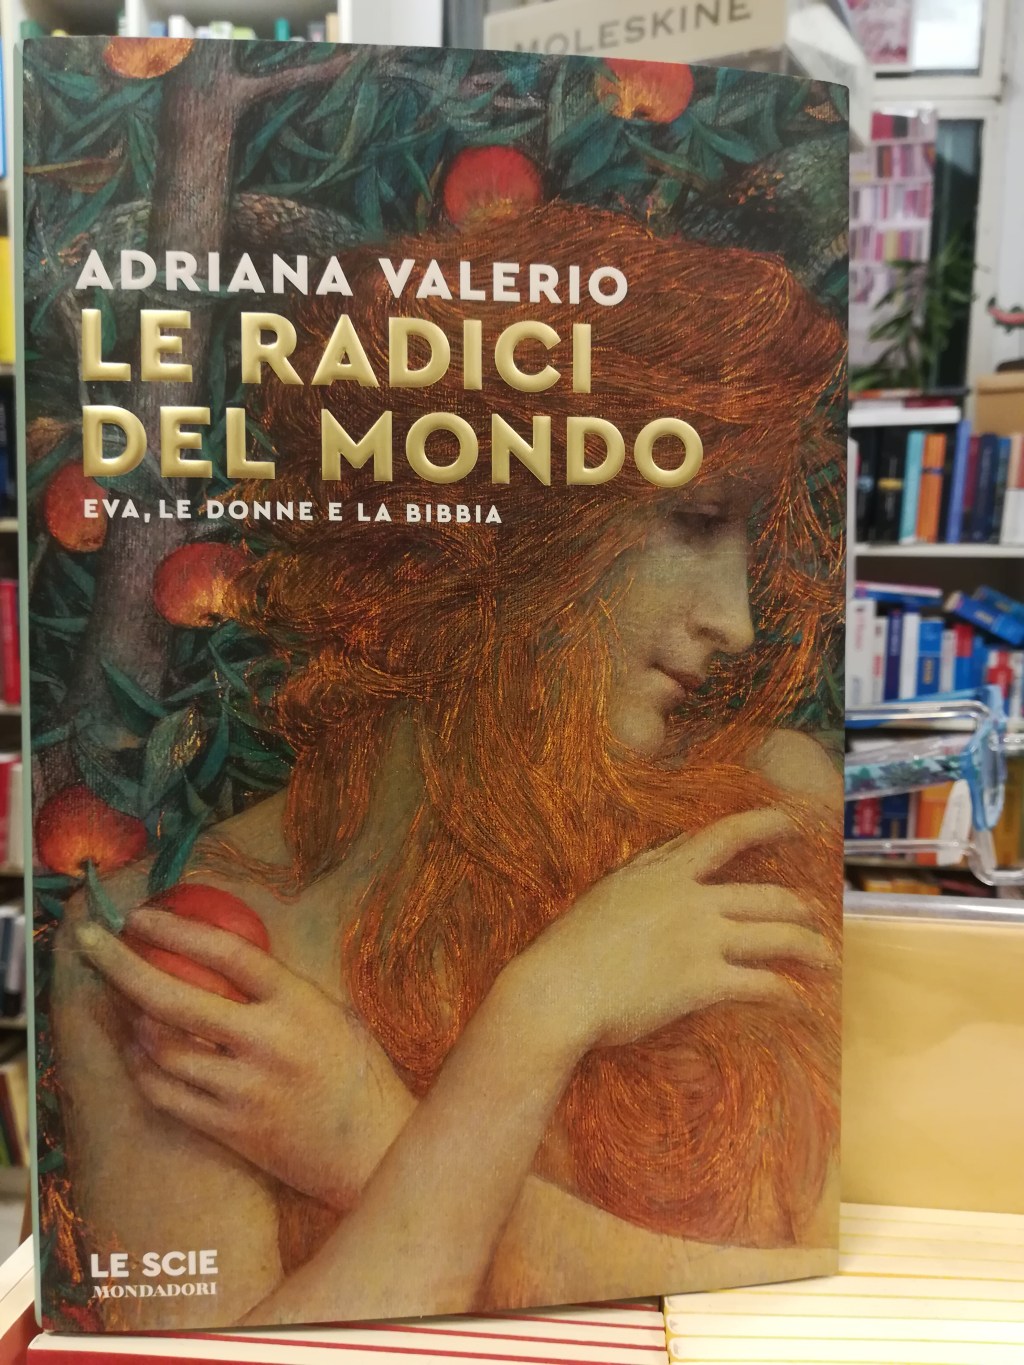 MOLESKINE
ADRIANA VALERIO
LE RADICI
DEL MONDO
EVA, LE DONNE E LA BIBBIA
LE SCIE
MONDADORI